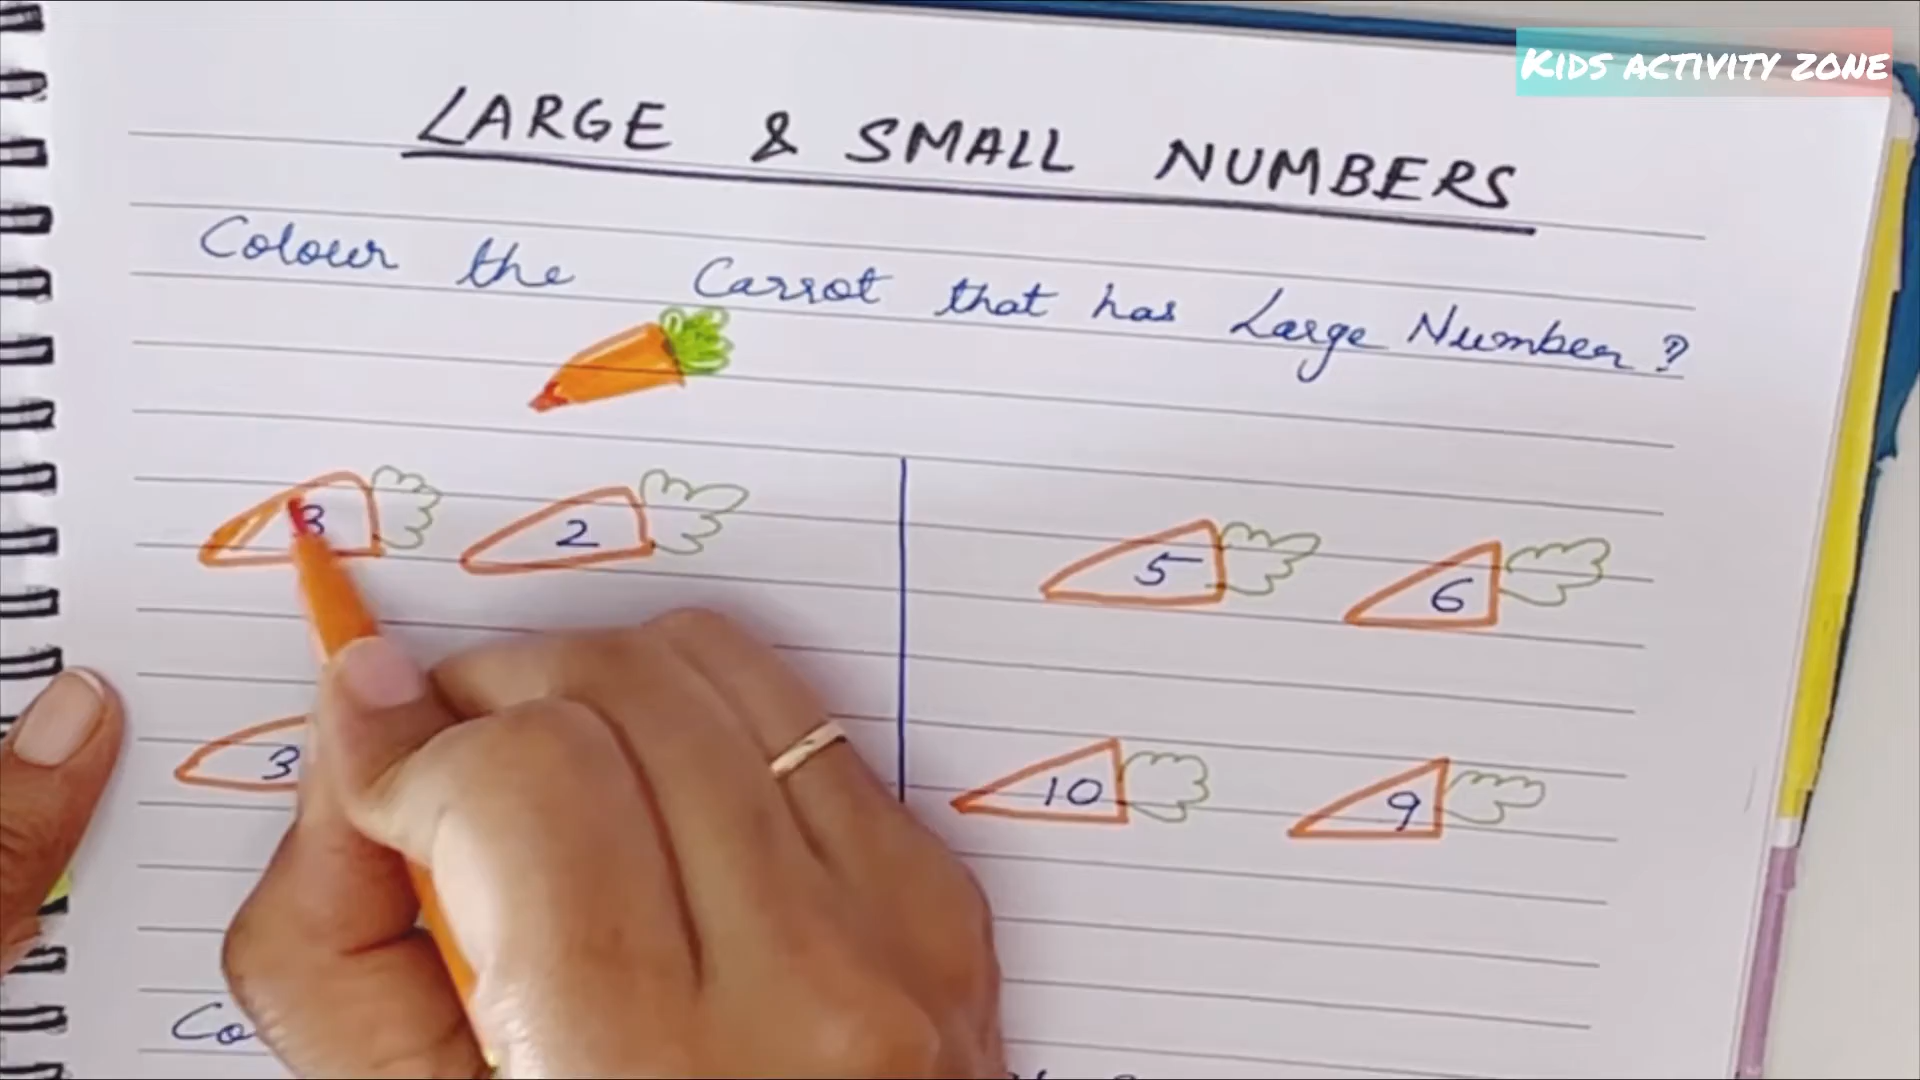 KIDS ACTIVITY ZONE
LARGE & SMALL NUMBERS
Colour the Carrot that has Large Number?
3 2 5 6
3 10 9